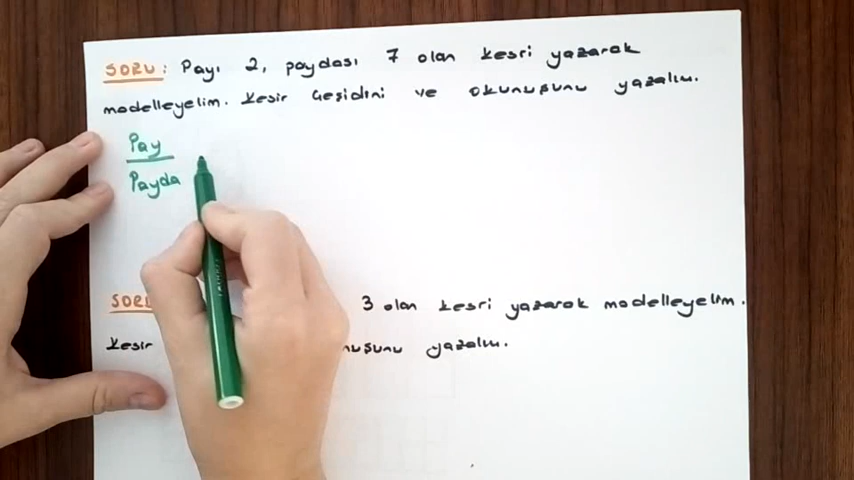 SORU: Payı 2, paydası 7 olan kesri yazarak
modelleyelim. Kesir çeşidini ve okunuşunu yazalım.
Pay
Payda
SORU 3 olan kesri yazarak modelleyelim.
Kesir yazalım.